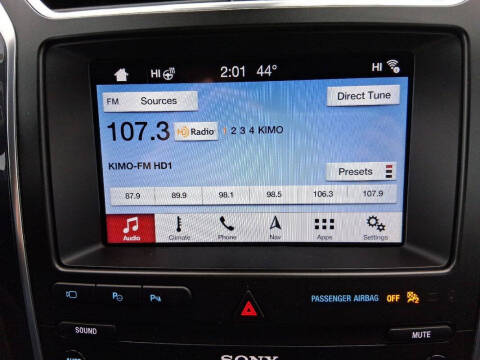 HI 2:01 44° HI
FM Sources Direct Tune
107.3 HD Radio 1 2 3 4 KIMO
KIMO-FM HD1
Presets
87.9 89.9 98.1 98.5 106.3 107.9
Audio Climate Phone Nav Apps Settings
PASSENGER AIRBAG OFF
SOUND MUTE
SONY